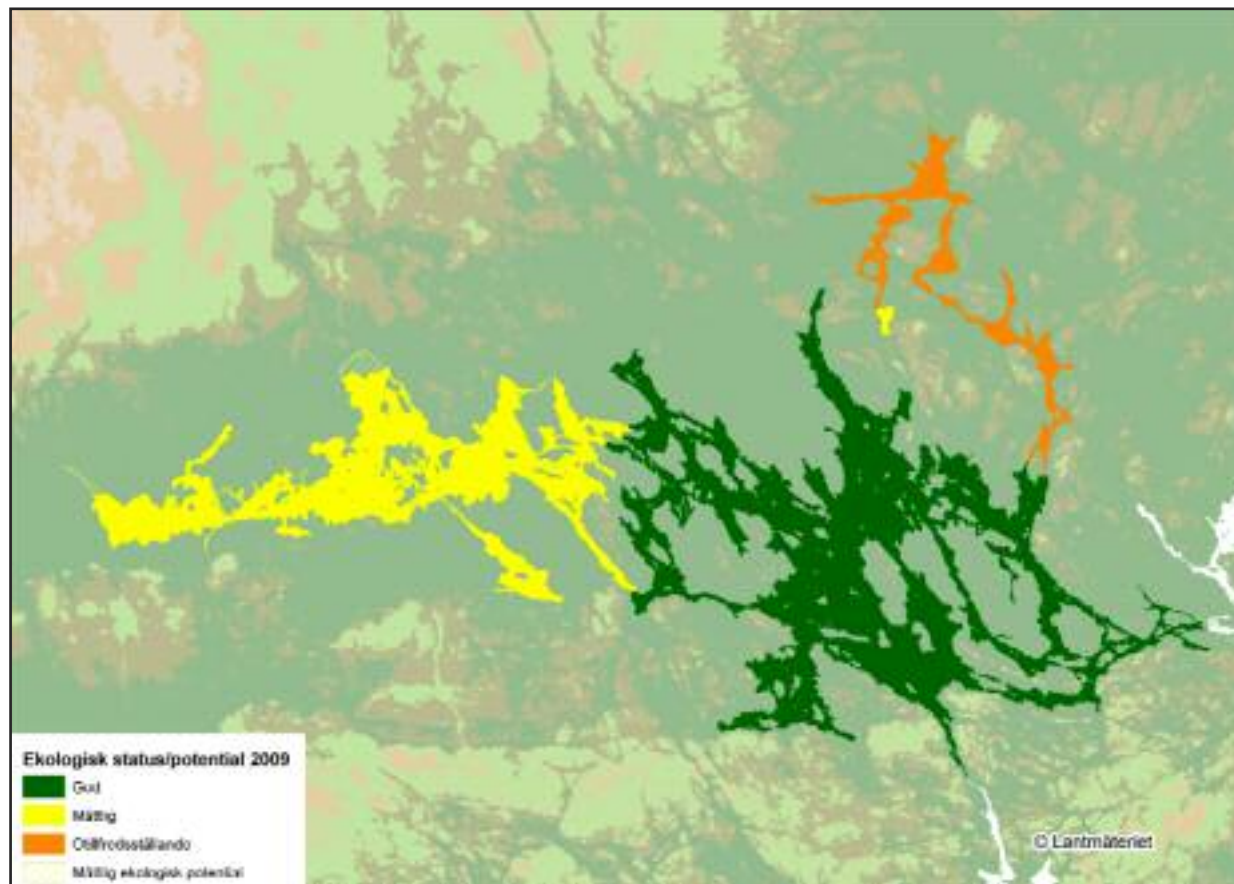 Ekologisk status/potential 2009
God
Måttlig
Otillfredsställande
Måttlig ekologisk potential
© Lantmäteriet